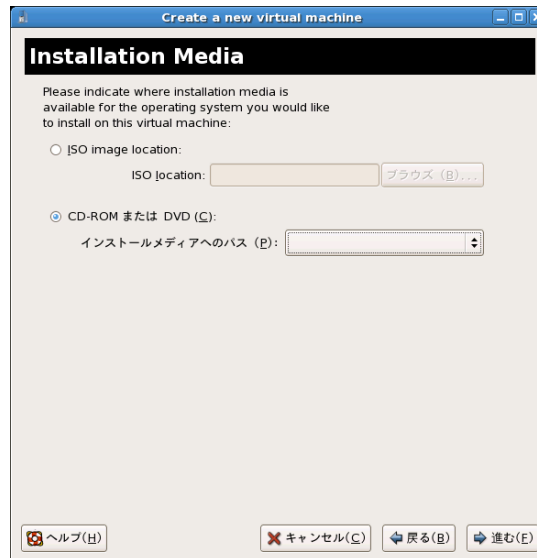 Create a new virtual machine
Installation Media
Please indicate where installation media is
available for the operating system you would like
to install on this virtual machine:
ISO image location:
ISO location:
ブラウズ (B)...
CD-ROM または DVD (C):
インストールメディアへのパス (P):
ヘルプ(H)
キャンセル(C)
戻る(B)
進む(F)